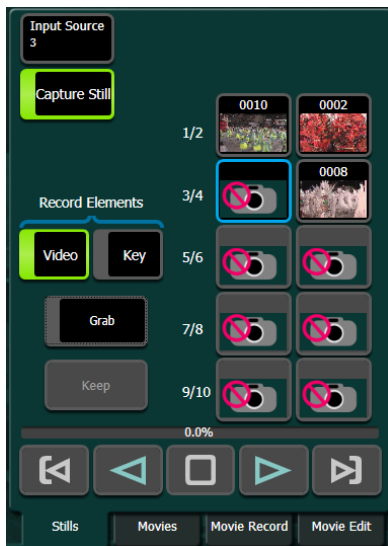 Input Source
3
Capture Still
0010
0002
1/2
0008
3/4
Record Elements
Video
Key
5/6
Grab
7/8
Keep
9/10
0.0%
Stills
Movies
Movie Record
Movie Edit